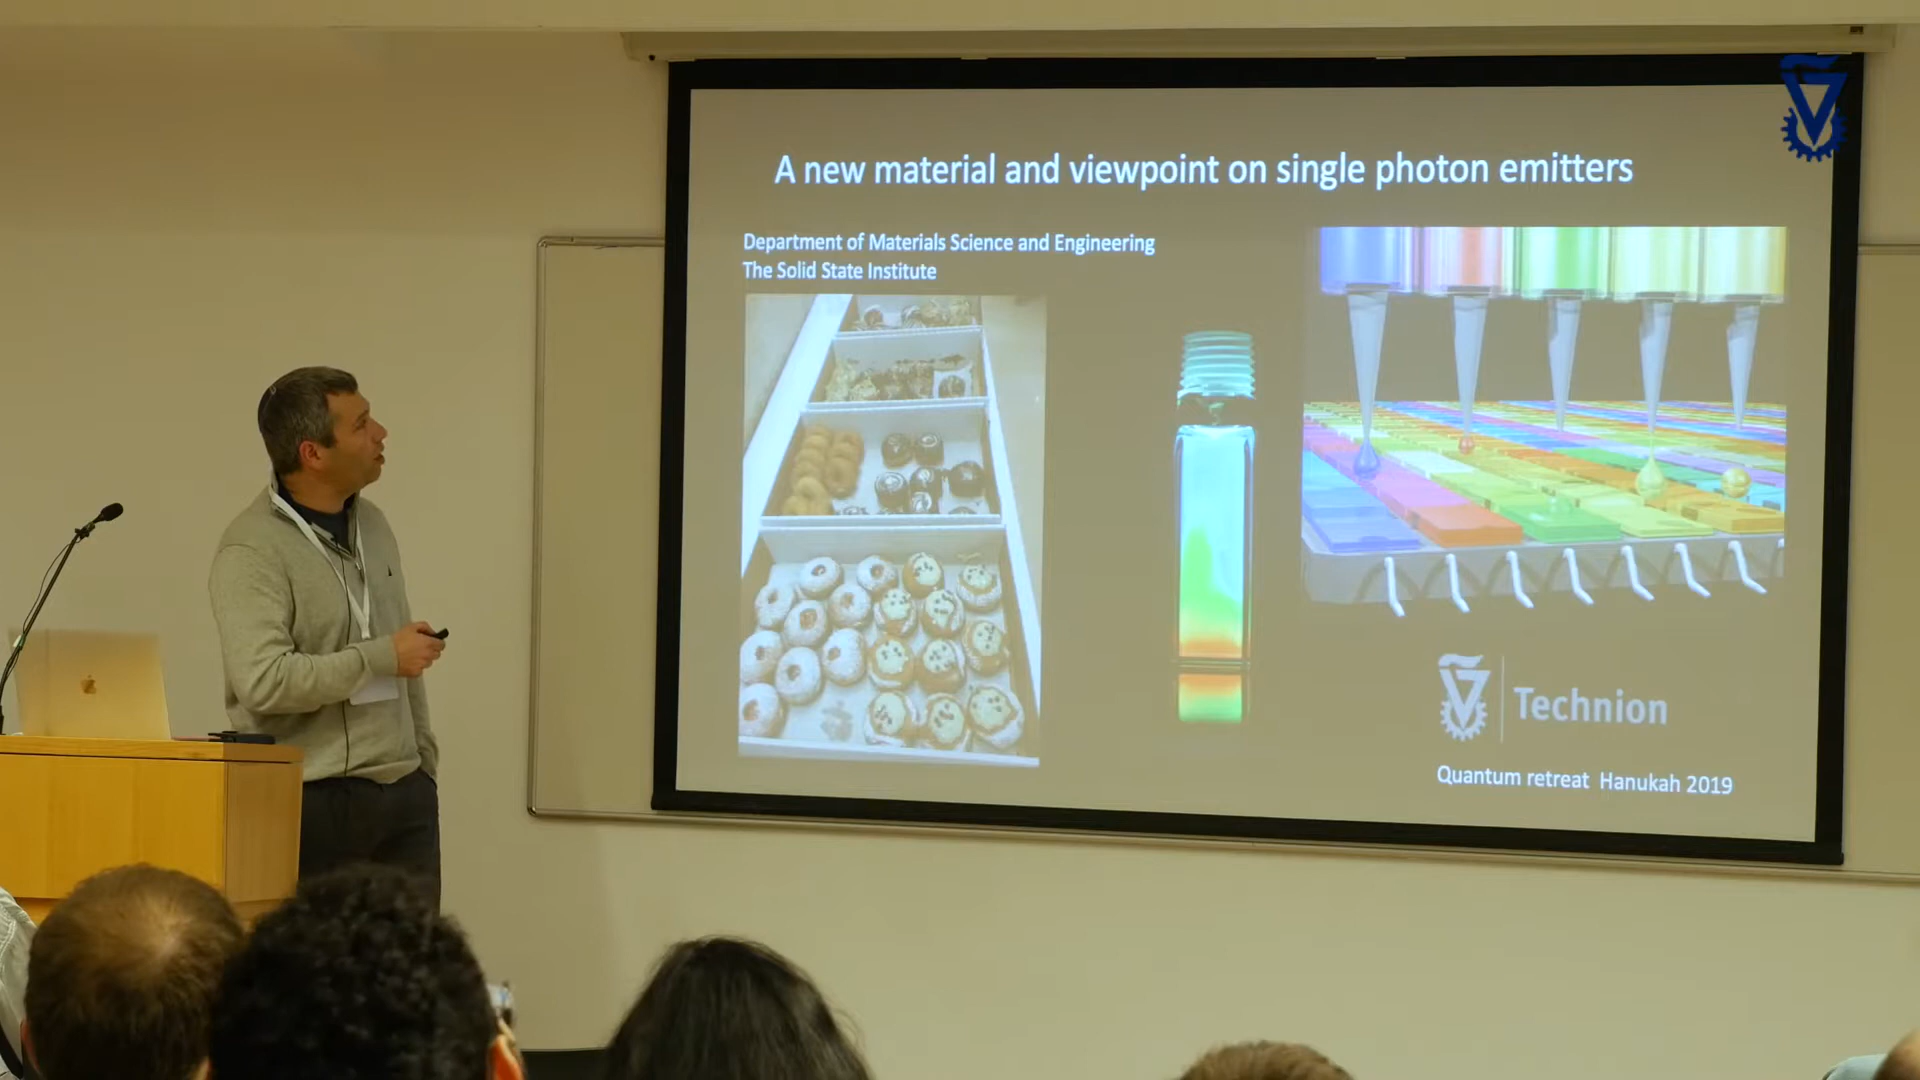 A new material and viewpoint on single photon emitters
Department of Materials Science and Engineering
The Solid State Institute
Technion
Quantum retreat Hanukah 2019